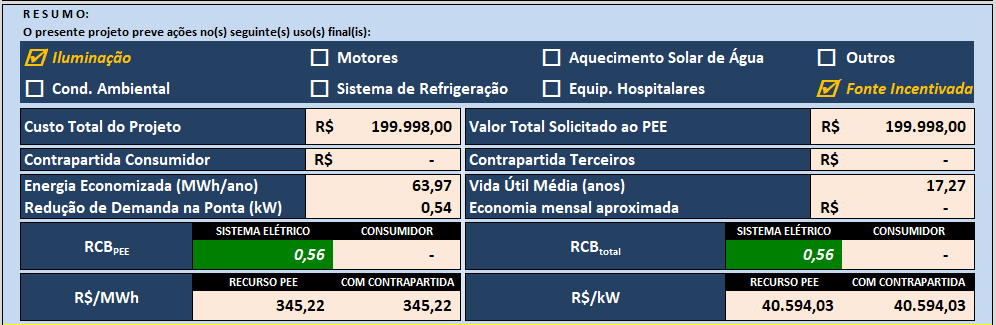 R E S U M O:
O presente projeto preve ações no(s) seguinte(s) uso(s) final(is):
Iluminação Motores Aquecimento Solar de Água Outros
Cond. Ambiental Sistema de Refrigeração Equip. Hospitalares Fonte Incentivada
Custo Total do Projeto R$ 199.998,00 Valor Total Solicitado ao PEE R$ 199.998,00
Contrapartida Consumidor R$ - Contrapartida Terceiros R$ -
Energia Economizada (MWh/ano) 63,97 Vida Útil Média (anos) 17,27
Redução de Demanda na Ponta (kW) 0,54 Economia mensal aproximada R$ -
SISTEMA ELÉTRICO CONSUMIDOR SISTEMA ELÉTRICO CONSUMIDOR
RCBPEE 0,56 - RCBtotal 0,56 -
RECURSO PEE COM CONTRAPARTIDA RECURSO PEE COM CONTRAPARTIDA
R$/MWh 345,22 345,22 R$/kW 40.594,03 40.594,03